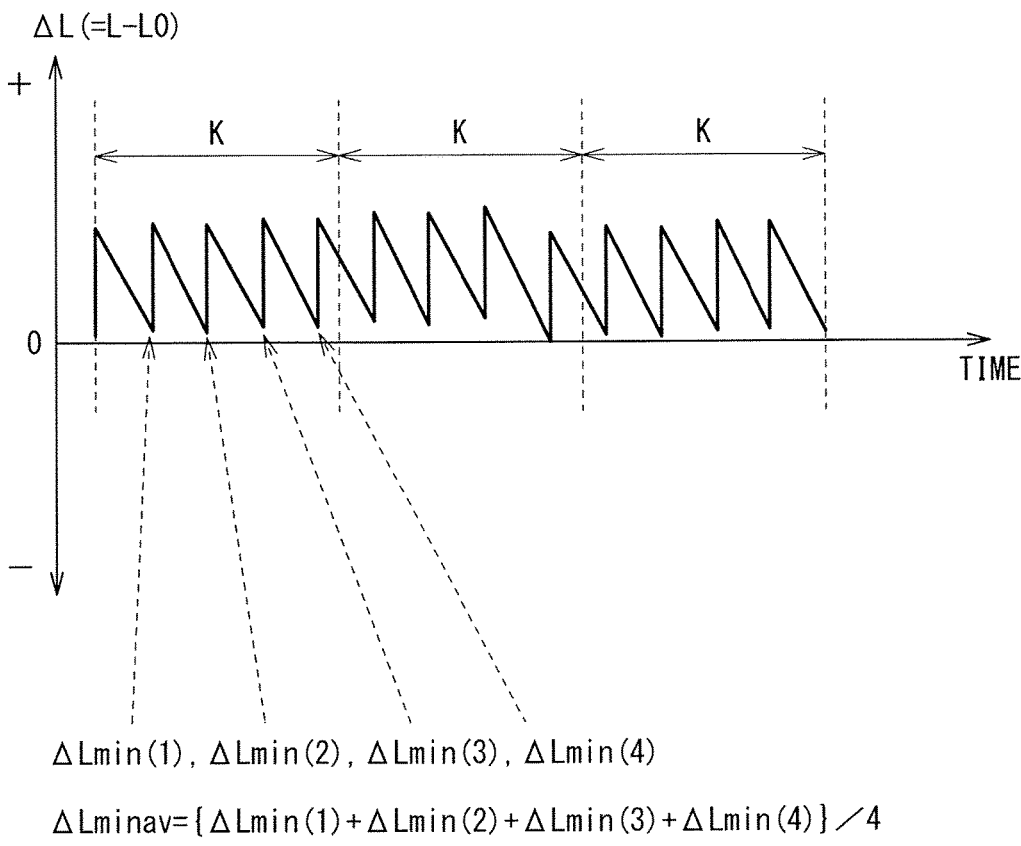 ΔL(=L-L0)
+
K K K
0
TIME
−
ΔLmin(1), ΔLmin(2), ΔLmin(3), ΔLmin(4)
ΔLminav={ΔLmin(1)+ΔLmin(2)+ΔLmin(3)+ΔLmin(4)}／4